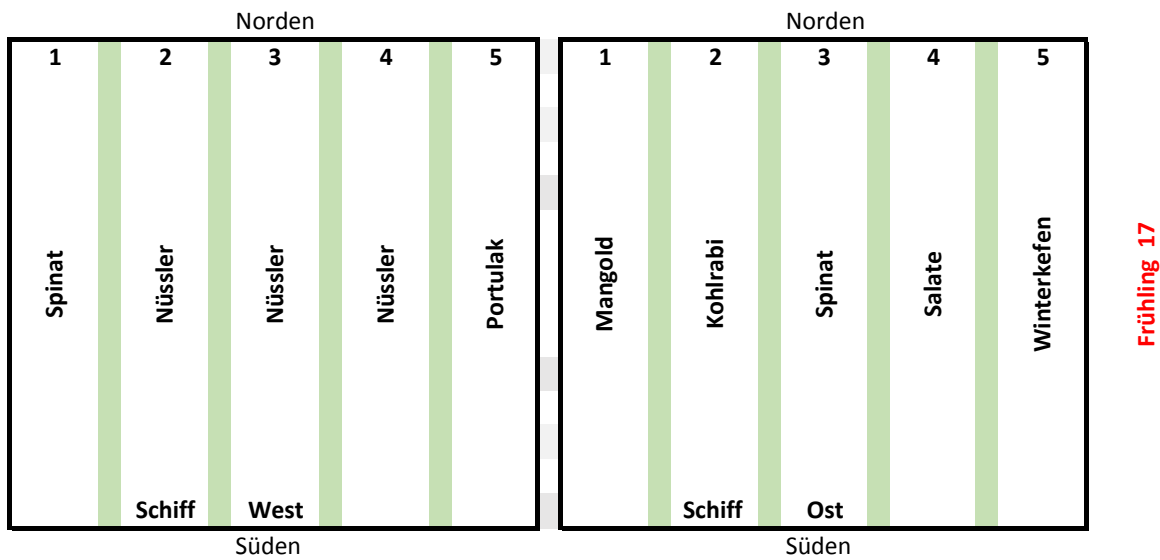 Norden
1 2 3 4 5
Spinat
Nüssler
Nüssler
Nüssler
Portulak
Schiff West
Süden
Norden
1 2 3 4 5
Mangold
Kohlrabi
Spinat
Salate
Winterkefen
Schiff Ost
Süden
Frühling 17